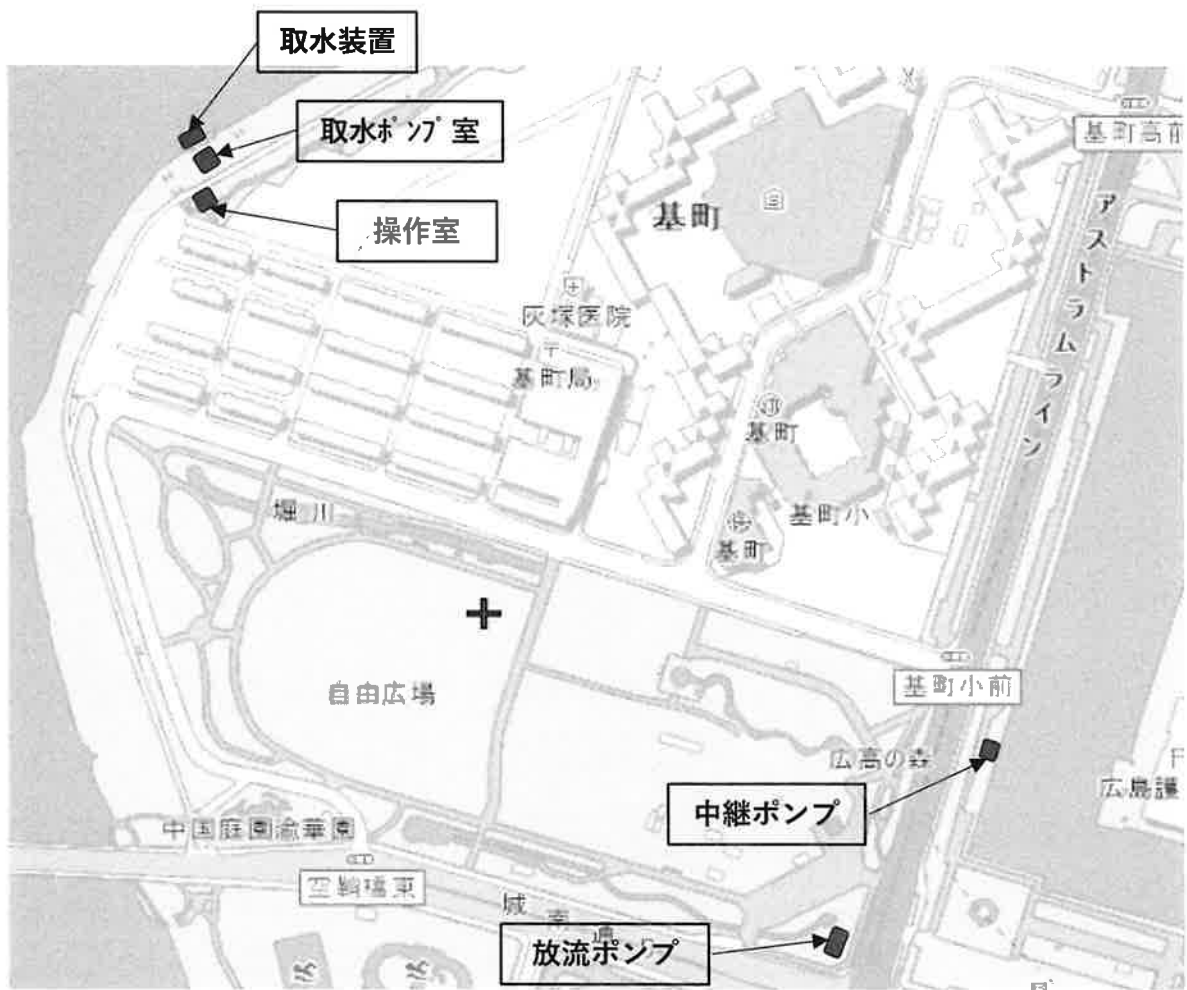 取水装置
取水ポンプ室
操作室
基町高前
基町
アストラムライン
灰塚医院
基町局
基町
基町小
堀川
基町
自由広場
基町小前
広高の森
広島護
中継ポンプ
中国庭園渝華園
空鞘橋東
城南通
放流ポンプ